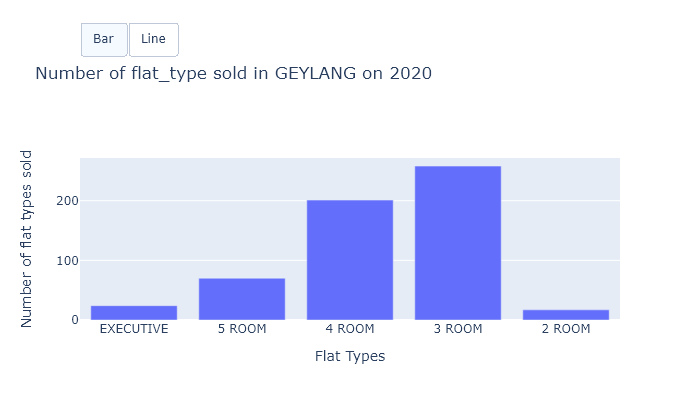 Bar Line
Number of flat_type sold in GEYLANG on 2020
Number of flat types sold
200
100
0
EXECUTIVE 5 ROOM 4 ROOM 3 ROOM 2 ROOM
Flat Types